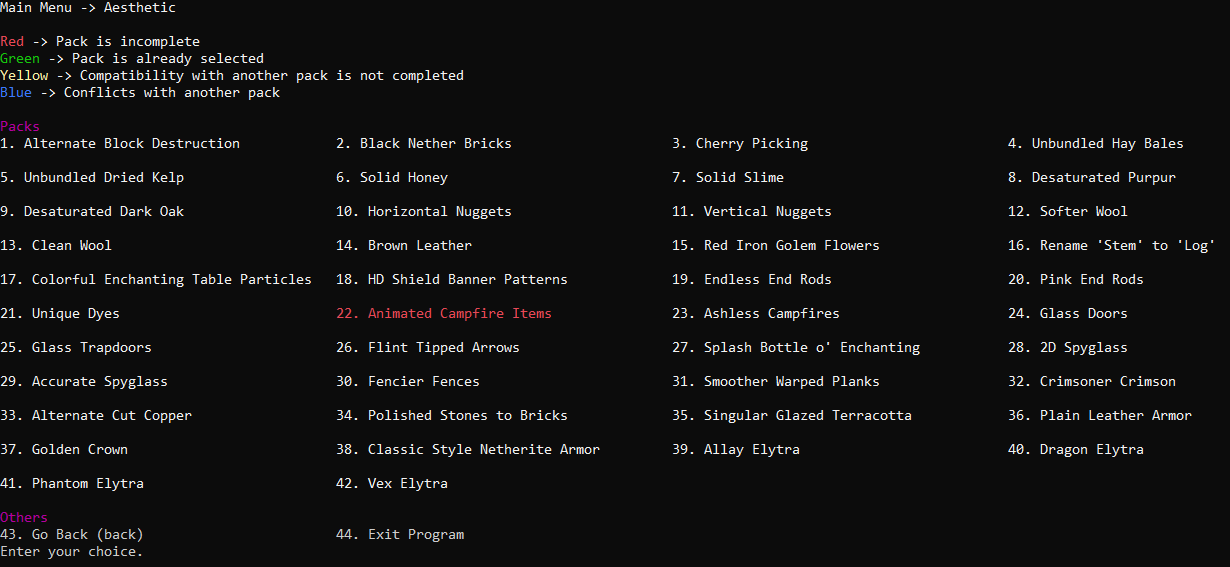 Main Menu -> Aesthetic
Red -> Pack is incomplete
Green -> Pack is already selected
Yellow -> Compatibility with another pack is not completed
Blue -> Conflicts with another pack
Packs
1. Alternate Block Destruction 2. Black Nether Bricks 3. Cherry Picking 4. Unbundled Hay Bales
5. Unbundled Dried Kelp 6. Solid Honey 7. Solid Slime 8. Desaturated Purpur
9. Desaturated Dark Oak 10. Horizontal Nuggets 11. Vertical Nuggets 12. Softer Wool
13. Clean Wool 14. Brown Leather 15. Red Iron Golem Flowers 16. Rename 'Stem' to 'Log'
17. Colorful Enchanting Table Particles 18. HD Shield Banner Patterns 19. Endless End Rods 20. Pink End Rods
21. Unique Dyes 22. Animated Campfire Items 23. Ashless Campfires 24. Glass Doors
25. Glass Trapdoors 26. Flint Tipped Arrows 27. Splash Bottle o' Enchanting 28. 2D Spyglass
29. Accurate Spyglass 30. Fencier Fences 31. Smoother Warped Planks 32. Crimsoner Crimson
33. Alternate Cut Copper 34. Polished Stones to Bricks 35. Singular Glazed Terracotta 36. Plain Leather Armor
37. Golden Crown 38. Classic Style Netherite Armor 39. Allay Elytra 40. Dragon Elytra
41. Phantom Elytra 42. Vex Elytra
Others
43. Go Back (back) 44. Exit Program
Enter your choice.